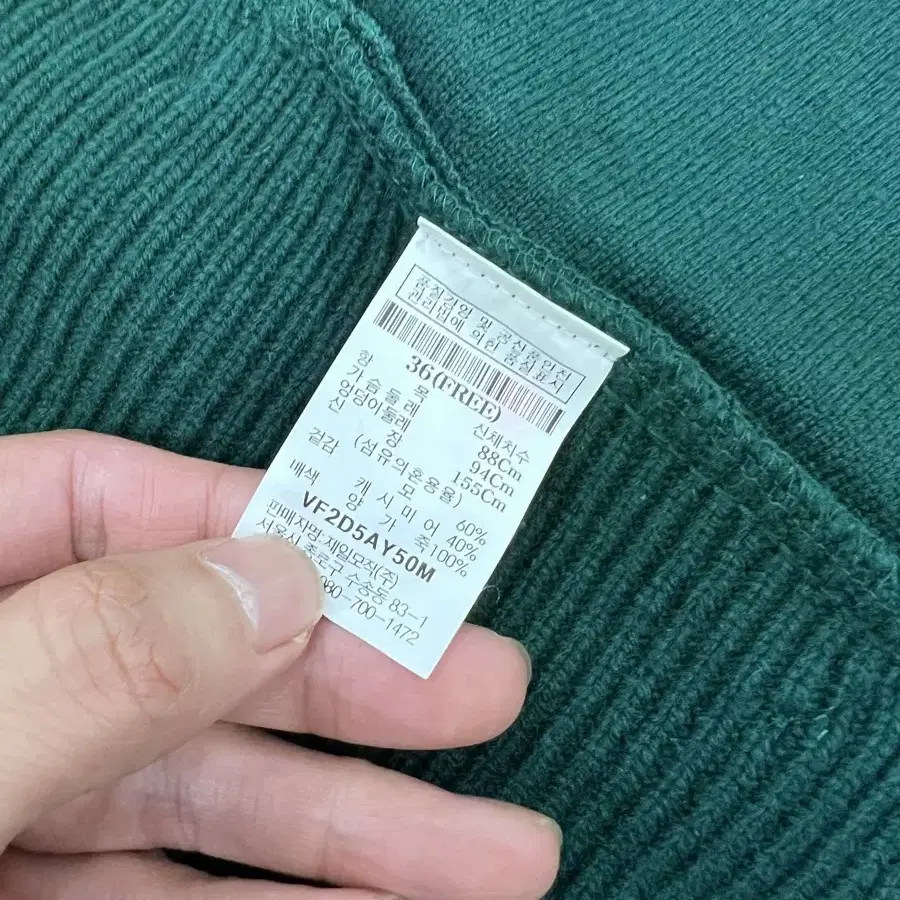 품질경영 및 공산품안전
관리법에 의한 품질표시
36(FREE)
항 목 신체치수
가 슴 둘 레 88Cm
엉덩이둘레 94Cm
신 장 155Cm
(섬유의혼용율)
겉감 캐 시 미 어 60%
모 40%
배색 양 가 죽100%
VF2D5AY50M
판매자명:제일모직(주)
서울시 종로구 수송동 83-1
080-700-1472